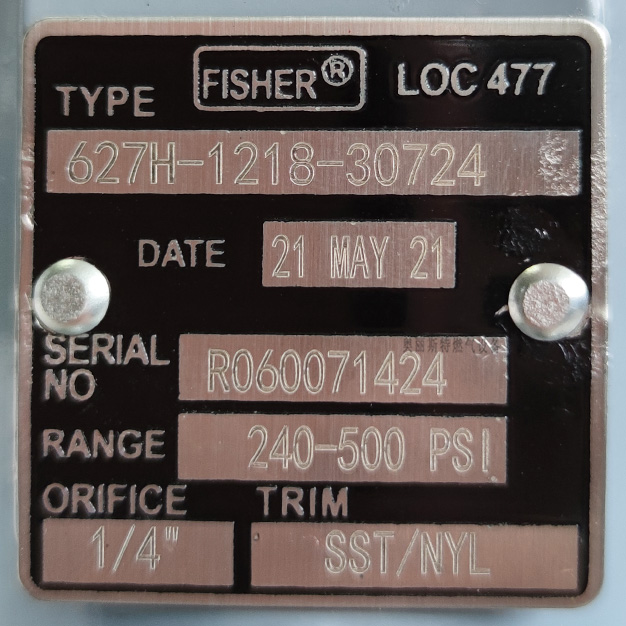 FISHER® LOC 477
TYPE
627H-1218-30724
DATE 21 MAY 21
SERIAL NO R060071424
RANGE 240-500 PSI
ORIFICE TRIM
1/4" SST/NYL